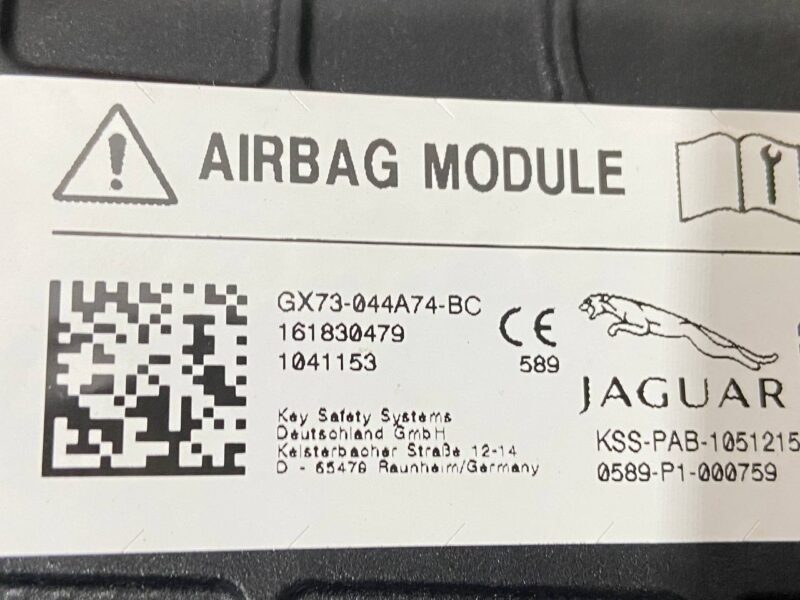 AIRBAG MODULE
GX73-044A74-BC
161830479
1041153
CE
589
JAGUAR
Key Safety Systems
Deutschland GmbH
Kelsterbacher Straße 12-14
D - 65479 Raunheim/Germany
KSS-PAB-1051215
0589-P1-000759